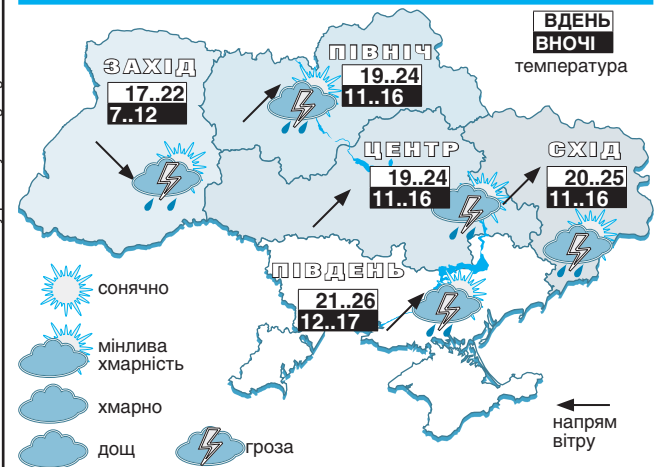 ВДЕНЬ
ВНОЧІ
температура
ПІВНІЧ
19..24
11..16
ЗАХІД
17..22
7..12
ЦЕНТР
19..24
11..16
СХІД
20..25
11..16
ПІВДЕНЬ
21..26
12..17
сонячно
мінлива
хмарність
хмарно
дощ
гроза
напрям
вітру